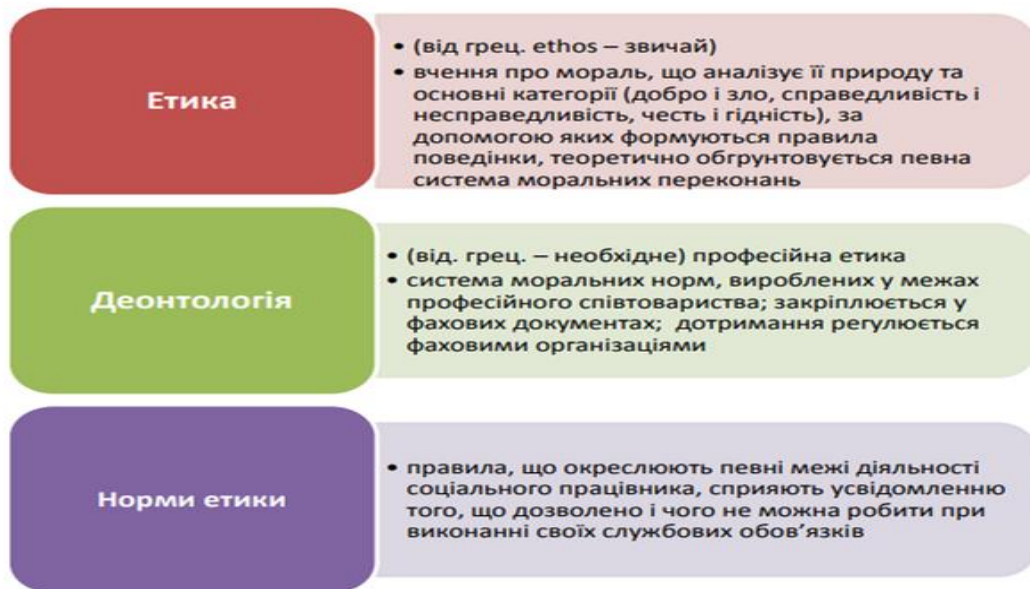 Етика
• (від грец. ethos – звичай)
• вчення про мораль, що аналізує її природу та
основні категорії (добро і зло, справедливість і
несправедливість, честь і гідність), за
допомогою яких формуються правила
поведінки, теоретично обгрунтовується певна
система моральних переконань
Деонтологія
• (від. грец. – необхідне) професійна етика
• система моральних норм, вироблених у межах
професійного співтовариства; закріплюється у
фахових документах; дотримання регулюється
фаховими організаціями
Норми етики
• правила, що окреслюють певні межі діяльності
соціального працівника, сприяють усвідомленню
того, що дозволено і чого не можна робити при
виконанні своїх службових обов’язків